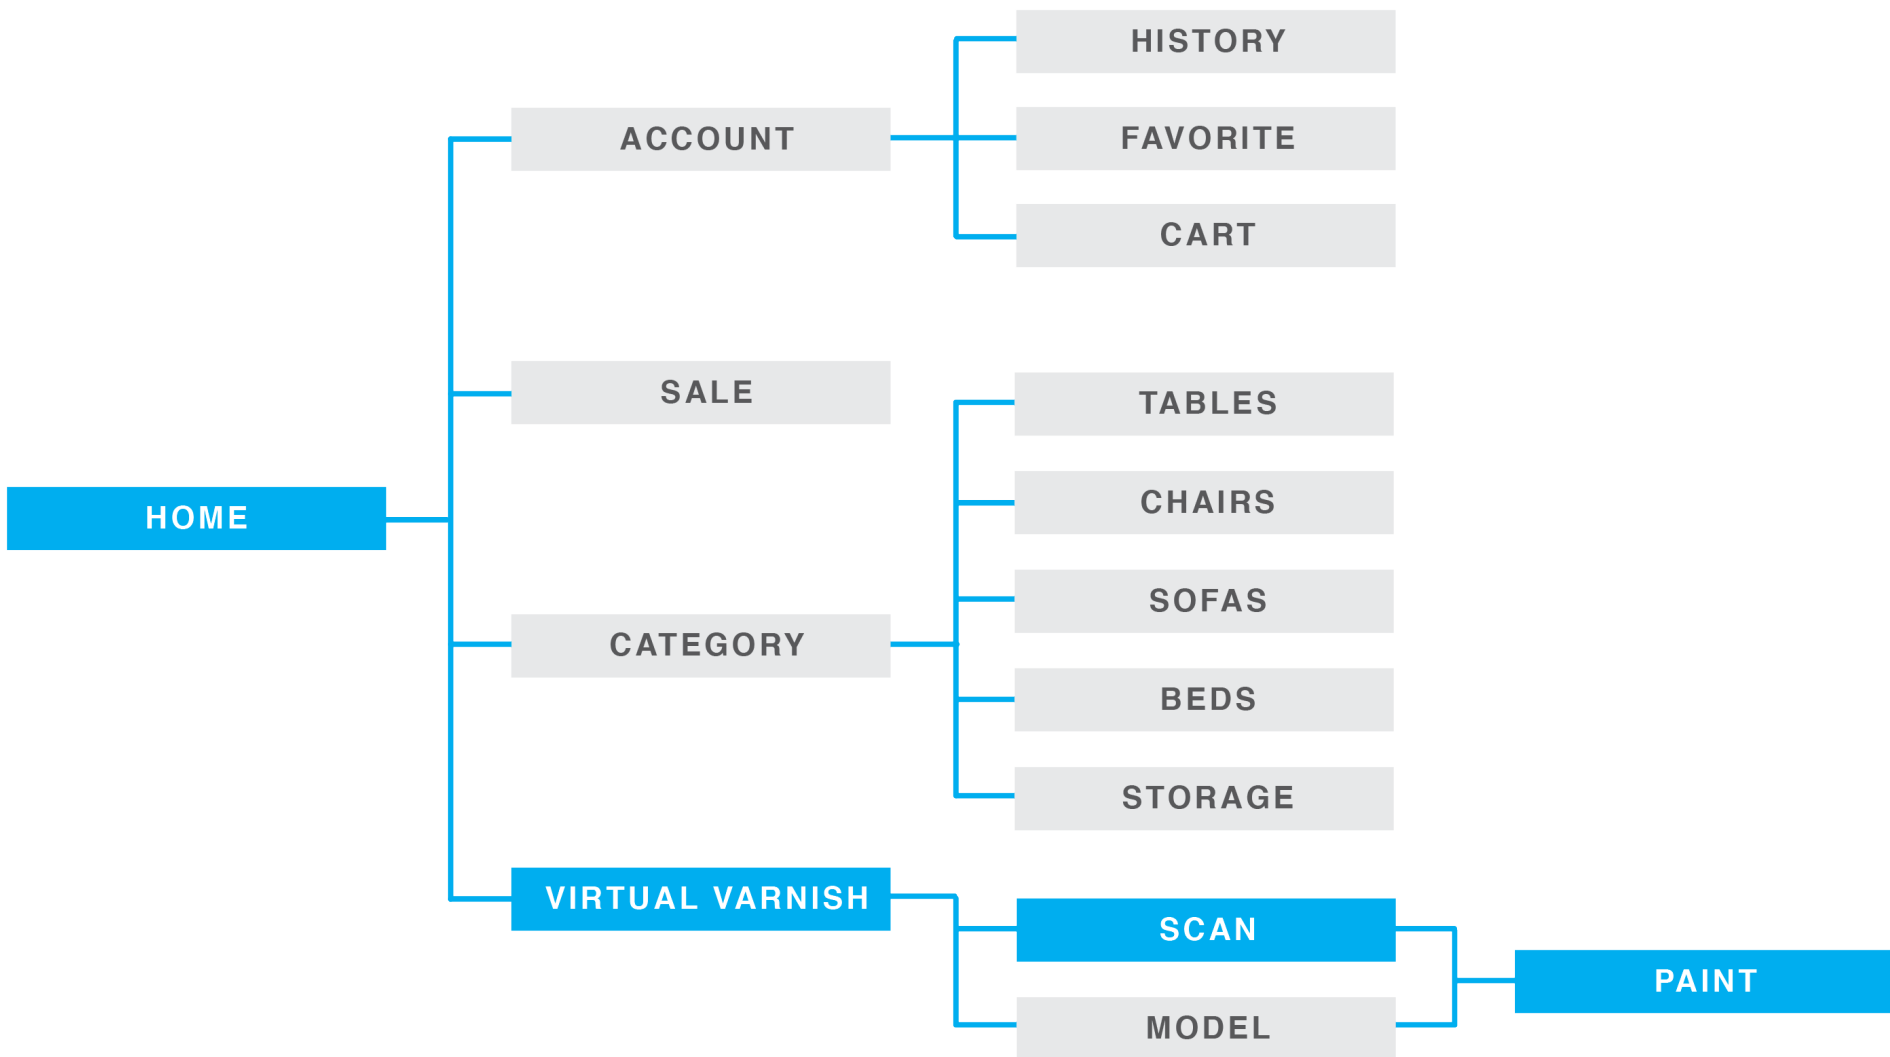 HOME
ACCOUNT
HISTORY
FAVORITE
CART
SALE
CATEGORY
TABLES
CHAIRS
SOFAS
BEDS
STORAGE
VIRTUAL VARNISH
SCAN
MODEL
PAINT